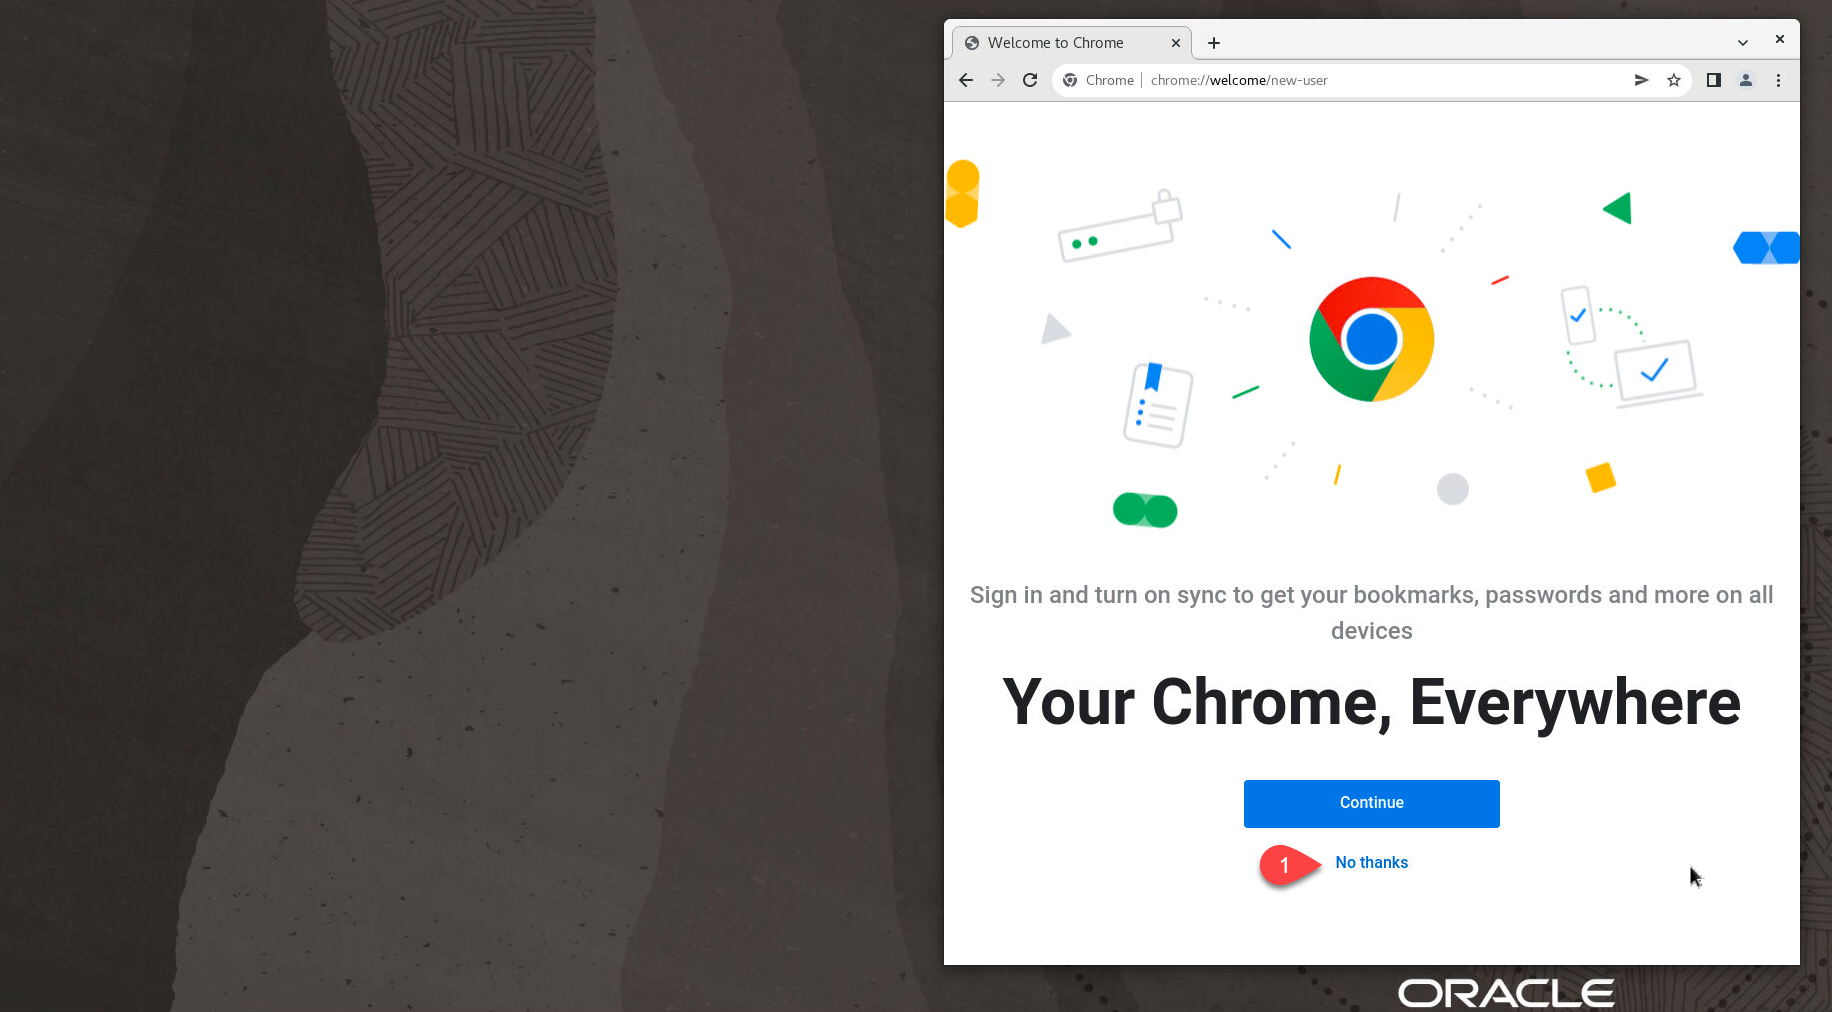 Welcome to Chrome
Chrome | chrome://welcome/new-user
Sign in and turn on sync to get your bookmarks, passwords and more on all
devices
Your Chrome, Everywhere
Continue
1
No thanks
ORACLE